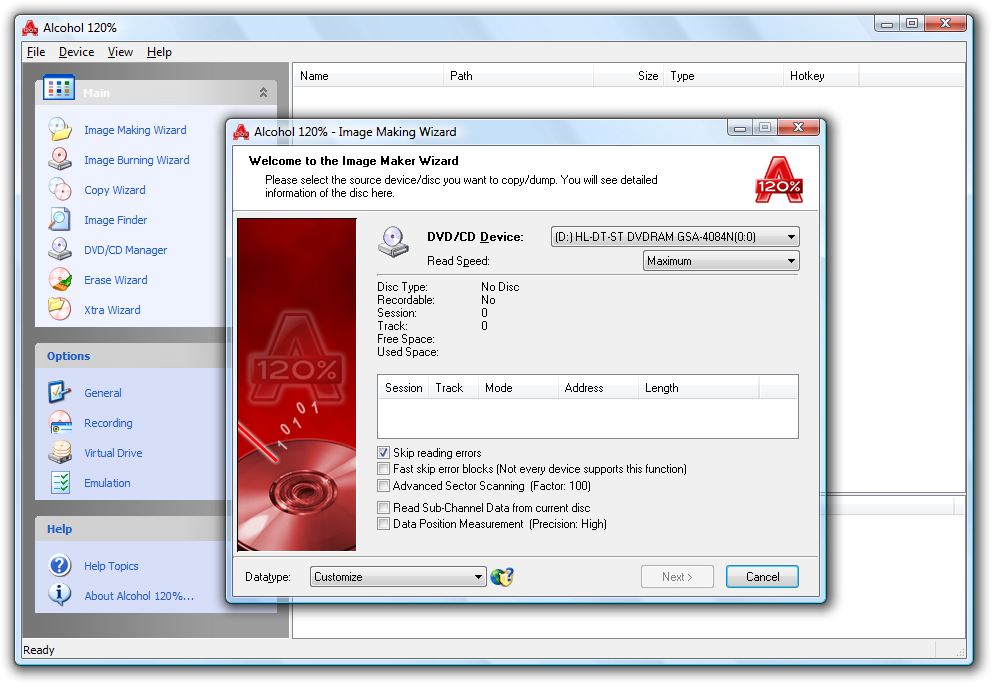 Alcohol 120%
File Device View Help
Main
Image Making Wizard
Image Burning Wizard
Copy Wizard
Image Finder
DVD/CD Manager
Erase Wizard
Xtra Wizard
Options
General
Recording
Virtual Drive
Emulation
Help
Help Topics
About Alcohol 120%...
Name Path Size Type Hotkey
Alcohol 120% - Image Making Wizard
Welcome to the Image Maker Wizard
Please select the source device/disc you want to copy/dump. You will see detailed
information of the disc here.
120%
120%
10101
DVD/CD Device: (D:) HL-DT-ST DVDRAM GSA-4084N(0:0)
Read Speed: Maximum
Disc Type: No Disc
Recordable: No
Session: 0
Track: 0
Free Space:
Used Space:
Session Track Mode Address Length
Skip reading errors
Fast skip error blocks (Not every device supports this function)
Advanced Sector Scanning (Factor: 100)
Read Sub-Channel Data from current disc
Data Position Measurement (Precision: High)
Datatype: Customize Next > Cancel
Ready